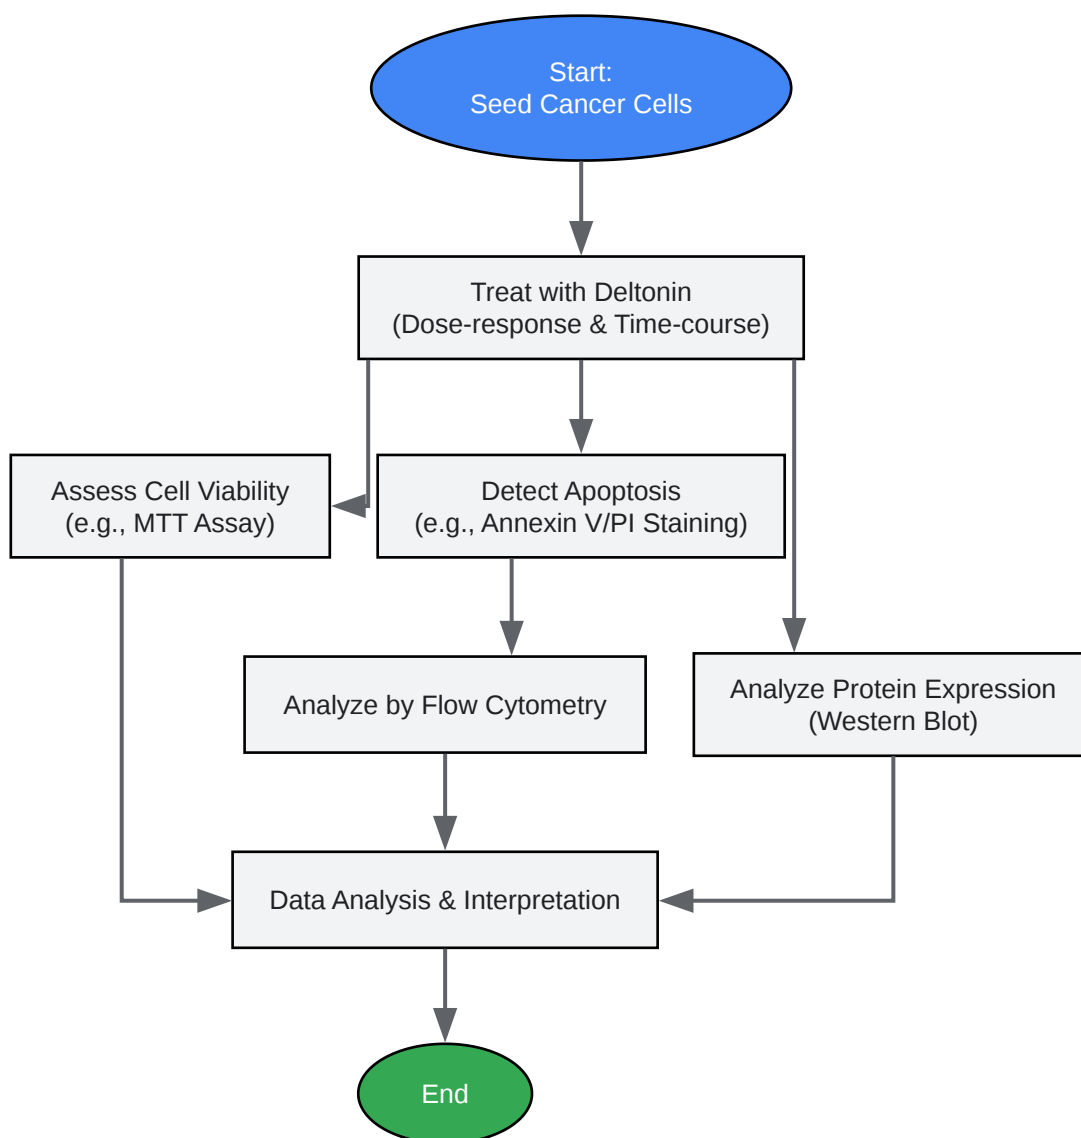 Start:
Seed Cancer Cells
Treat with Deltonin
(Dose-response & Time-course)
Assess Cell Viability
(e.g., MTT Assay)
Detect Apoptosis
(e.g., Annexin V/PI Staining)
Analyze by Flow Cytometry
Analyze Protein Expression
(Western Blot)
Data Analysis & Interpretation
End